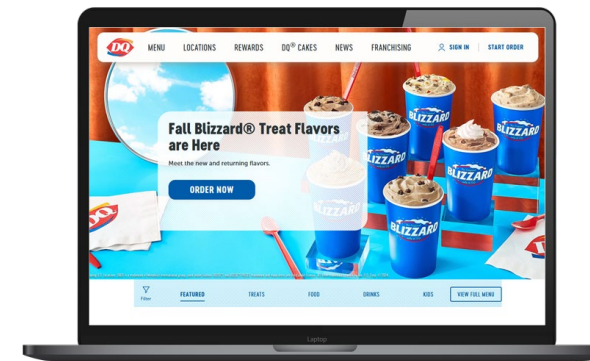 DQ
MENU
LOCATIONS
REWARDS
DQ® CAKES
NEWS
FRANCHISING
SIGN IN
START ORDER
Fall Blizzard® Treat Flavors
are Here
Meet the new and returning flavors.
ORDER NOW
BLIZZARD
BLIZZARD
BLIZZARD
BLIZZARD
BLIZZARD
BLIZZARD
DQ
DQ
Filter
FEATURED
TREATS
FOOD
DRINKS
KIDS
VIEW FULL MENU
Laptop